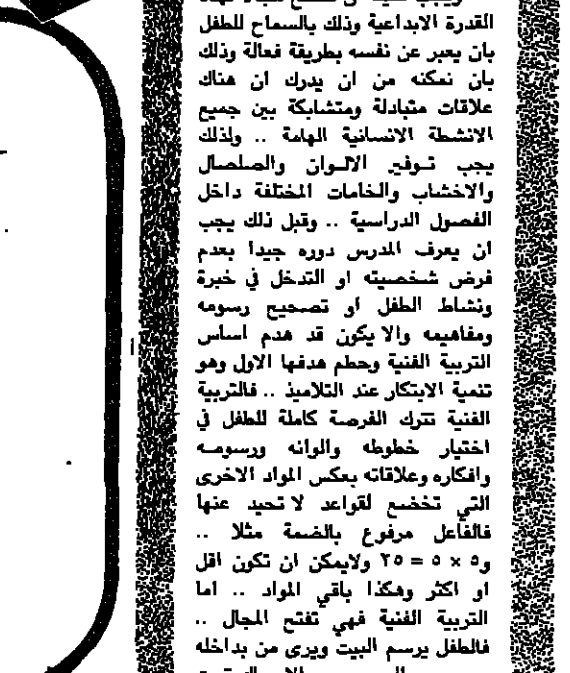 القدرة الابداعية وذلك بالسماح للطفل
بان يعبر عن نفسه بطريقة فعالة وذلك
بان نمكنه من ان يدرك ان هناك
علاقات متبادلة ومتشابكة بين جميع
الانشطة الانسانية الهامة .. ولذلك
يجب توفير الالوان والصلصال
والاخشاب والخامات المختلفة داخل
الفصول الدراسية .. وقبل ذلك يجب
ان يعرف المدرس دوره جيدا بعدم
فرض شخصيته او التدخل في خبرة
ونشاط الطفل أو تصحيح رسومه
ومفاهيمه والا يكون قد هدم اساس
التربية الفنية وحطم هدفها الاول وهو
تنمية الابتكار عند التلاميذ .. فالتربية
الفنية تترك الفرصة كاملة للطفل في
اختيار خطوطه والوانه ورسومه
وافكاره وعلاقاته بعكس المواد الاخرى
التي تخضع لقواعد لا تحيد عنها
فالفاعل مرفوع بالضمة مثلا ..
و٥ × ٥ = ٢٥ ولايمكن ان تكون اقل
او اكثر وهكذا باقي المواد .. اما
التربية الفنية فهي تفتح المجال ..
فالطفل يرسم البيت ويرى من بداخله
أ